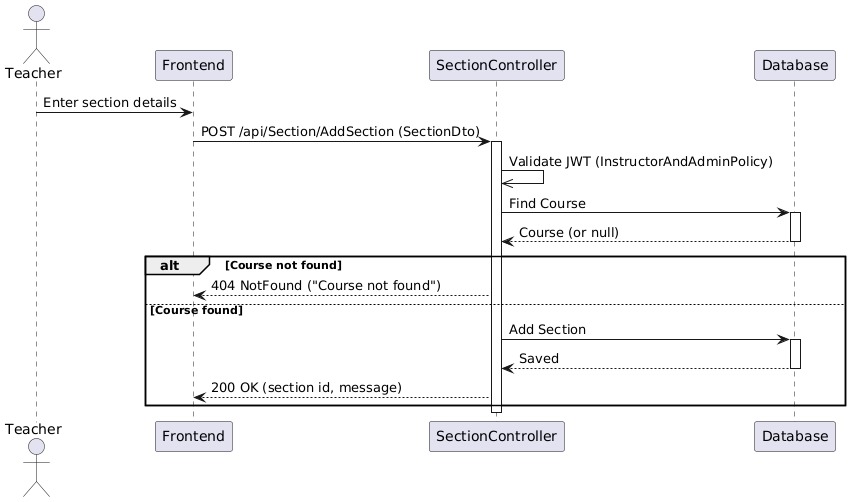 Teacher
Frontend
SectionController
Database
Enter section details
POST /api/Section/AddSection (SectionDto)
Validate JWT (InstructorAndAdminPolicy)
Find Course
Course (or null)
alt
[Course not found]
404 NotFound ("Course not found")
[Course found]
Add Section
Saved
200 OK (section id, message)
Teacher
Frontend
SectionController
Database